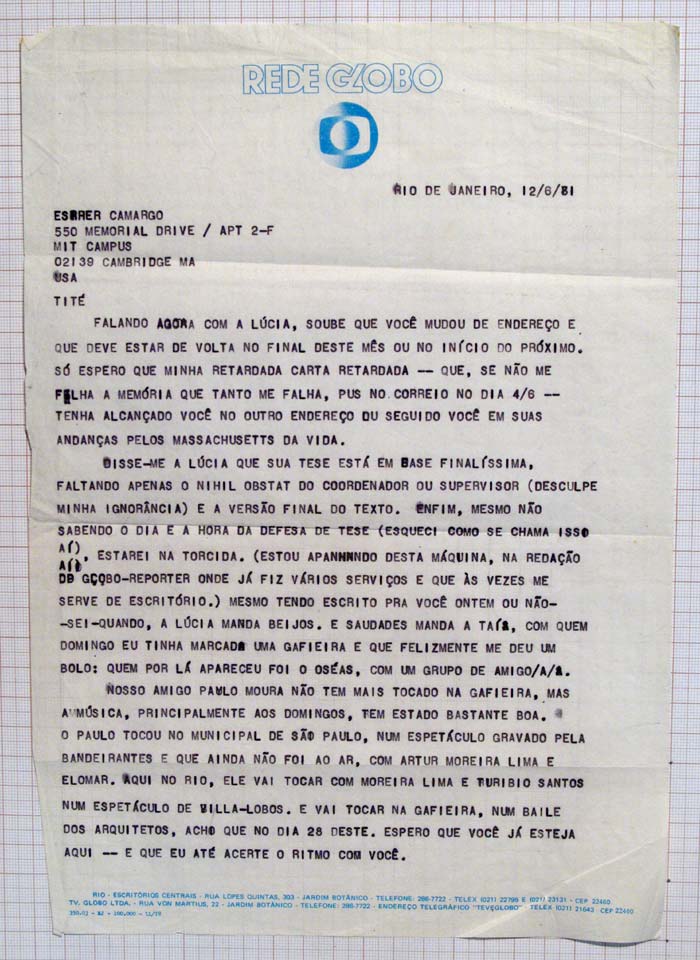 REDE GLOBO
RIO DE JANEIRO, 12/6/81
ESRRER CAMARGO
550 MEMORIAL DRIVE / APT 2-F
MIT CAMPUS
02139 CAMBRIDGE MA
USA
TITÉ
FALANDO AGORA COM A LÚCIA, SOUBE QUE VOCÊ MUDOU DE ENDEREÇO E
QUE DEVE ESTAR DE VOLTA NO FINAL DESTE MÊS OU NO INÍCIO DO PRÓXIMO.
SÓ ESPERO QUE MINHA RETARDADA CARTA RETARDADA -- QUE, SE NÃO ME
FALHA A MEMÓRIA QUE TANTO ME FALHA, PUS NO CORREIO NO DIA 4/6 --
TENHA ALCANÇADO VOCÊ NO OUTRO ENDEREÇO OU SEGUIDO VOCÊ EM SUAS
ANDANÇAS PELOS MASSACHUSETTS DA VIDA.
DISSE-ME A LÚCIA QUE SUA TESE ESTÁ EM BASE FINALÍSSIMA,
FALTANDO APENAS O NIHIL OBSTAT DO COORDENADOR OU SUPERVISOR (DESCULPE
MINHA IGNORÂNCIA) E A VERSÃO FINAL DO TEXTO. ENFIM, MESMO NÃO
SABENDO O DIA E A HORA DA DEFESA DE TESE (ESQUECI COMO SE CHAMA ISSO
AÍ)
, ESTAREI NA TORCIDA. (ESTOU APANHNNDO DESTA MÁQUINA, NA REDAÇÃO
DO GÇOBO-REPORTER ONDE JÁ FIZ VÁRIOS SERVIÇOS E QUE ÀS VEZES ME
SERVE DE ESCRITÓRIO.) MESMO TENDO ESCRITO PRA VOCÊ ONTEM OU NÃO-
-SEI-QUANDO, A LÚCIA MANDA BEIJOS. E SAUDADES MANDA A TAÍS, COM QUEM
DOMINGO EU TINHA MARCADO UMA GAFIEIRA E QUE FELIZMENTE ME DEU UM
BOLO: QUEM POR LÁ APARECEU FOI O OSÉAS, COM UM GRUPO DE AMIGO/A/S.
NOSSO AMIGO PAULO MOURA NÃO TEM MAIS TOCADO NA GAFIEIRA, MAS
A MÚSICA, PRINCIPALMENTE AOS DOMINGOS, TEM ESTADO BASTANTE BOA.
O PAULO TOCOU NO MUNICIPAL DE SÃO PAULO, NUM ESPETÁCULO GRAVADO PELA
BANDEIRANTES E QUE AINDA NÃO FOI AO AR, COM ARTUR MOREIRA LIMA E
ELOMAR. AQUI NO RIO, ELE VAI TOCAR COM MOREIRA LIMA E TURIBIO SANTOS
NUM ESPETÁCULO DE VILLA-LOBOS. E VAI TOCAR NA GAFIEIRA, NUM BAILE
DOS ARQUITETOS, ACHO QUE NO DIA 28 DESTE. ESPERO QUE VOCÊ JÁ ESTEJA
AQUI -- E QUE EU ATÉ ACERTE O RITMO COM VOCÊ.
RIO - ESCRITÓRIOS CENTRAIS - RUA LOPES QUINTAS, 303 - JARDIM BOTÂNICO - TELEFONE: 286-7722 - TELEX (021) 22795 E (021) 23131 - CEP 22460
TV. GLOBO LTDA. - RUA VON MARTIUS, 22 - JARDIM BOTÂNICO - TELEFONE: 286-7722 - ENDEREÇO TELEGRÁFICO "TEVEGLOBO" - TELEX (021) 21643 - CEP 22460